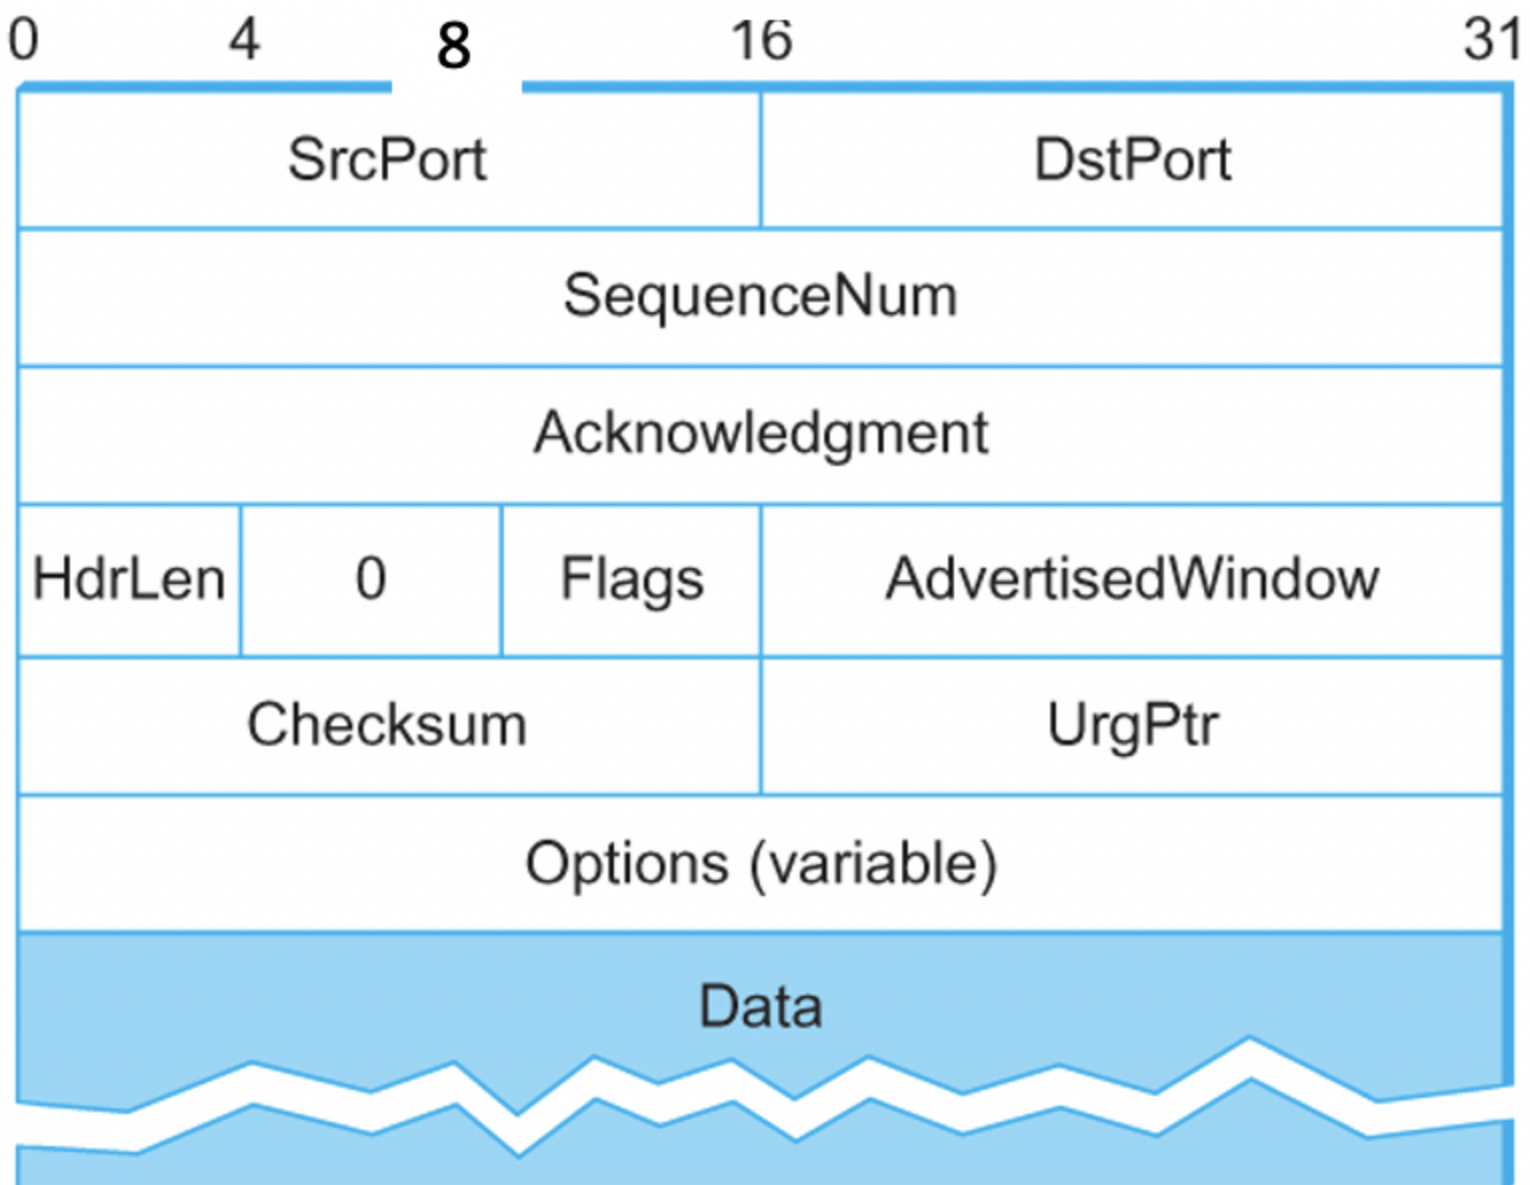 0 4 8 16 31
SrcPort DstPort
SequenceNum
Acknowledgment
HdrLen 0 Flags AdvertisedWindow
Checksum UrgPtr
Options (variable)
Data